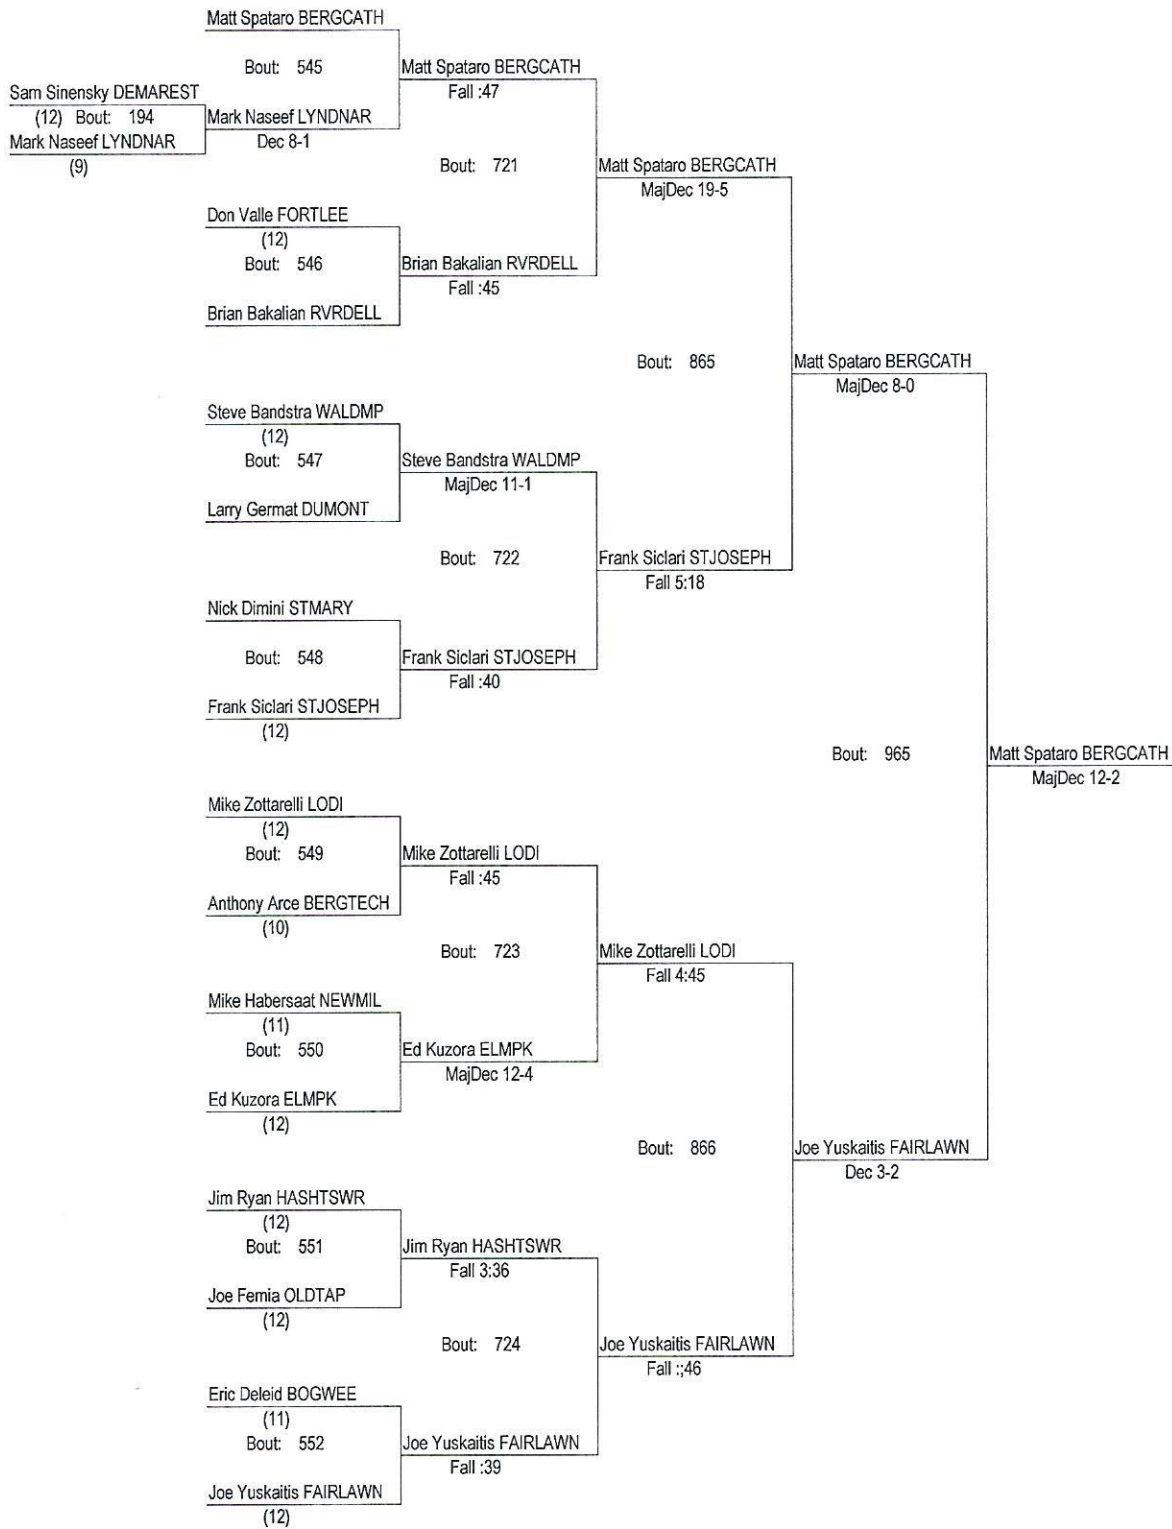 Matt Spataro BERGCATH
Bout: 545
Matt Spataro BERGCATH
Fall :47
Sam Sinensky DEMAREST
(12) Bout: 194
Mark Naseef LYNDNAR
Dec 8-1
Mark Naseef LYNDNAR
(9)
Bout: 721
Matt Spataro BERGCATH
MajDec 19-5
Don Valle FORTLEE
(12)
Bout: 546
Brian Bakalian RVRDELL
Fall :45
Brian Bakalian RVRDELL
Bout: 865
Matt Spataro BERGCATH
MajDec 8-0
Steve Bandstra WALDMP
(12)
Bout: 547
Steve Bandstra WALDMP
MajDec 11-1
Larry Germat DUMONT
Bout: 722
Frank Siclari STJOSEPH
Fall 5:18
Nick Dimini STMARY
Bout: 548
Frank Siclari STJOSEPH
Fall :40
Frank Siclari STJOSEPH
(12)
Bout: 965
Matt Spataro BERGCATH
MajDec 12-2
Mike Zottarelli LODI
(12)
Bout: 549
Mike Zottarelli LODI
Fall :45
Anthony Arce BERGTECH
(10)
Bout: 723
Mike Zottarelli LODI
Fall 4:45
Mike Habersaat NEWMIL
(11)
Bout: 550
Ed Kuzora ELMPK
MajDec 12-4
Ed Kuzora ELMPK
(12)
Bout: 866
Joe Yuskaitis FAIRLAWN
Dec 3-2
Jim Ryan HASHTSWR
(12)
Bout: 551
Jim Ryan HASHTSWR
Fall 3:36
Joe Femia OLDTAP
(12)
Bout: 724
Joe Yuskaitis FAIRLAWN
Fall :;46
Eric Deleid BOGWEE
(11)
Bout: 552
Joe Yuskaitis FAIRLAWN
Fall :39
Joe Yuskaitis FAIRLAWN
(12)